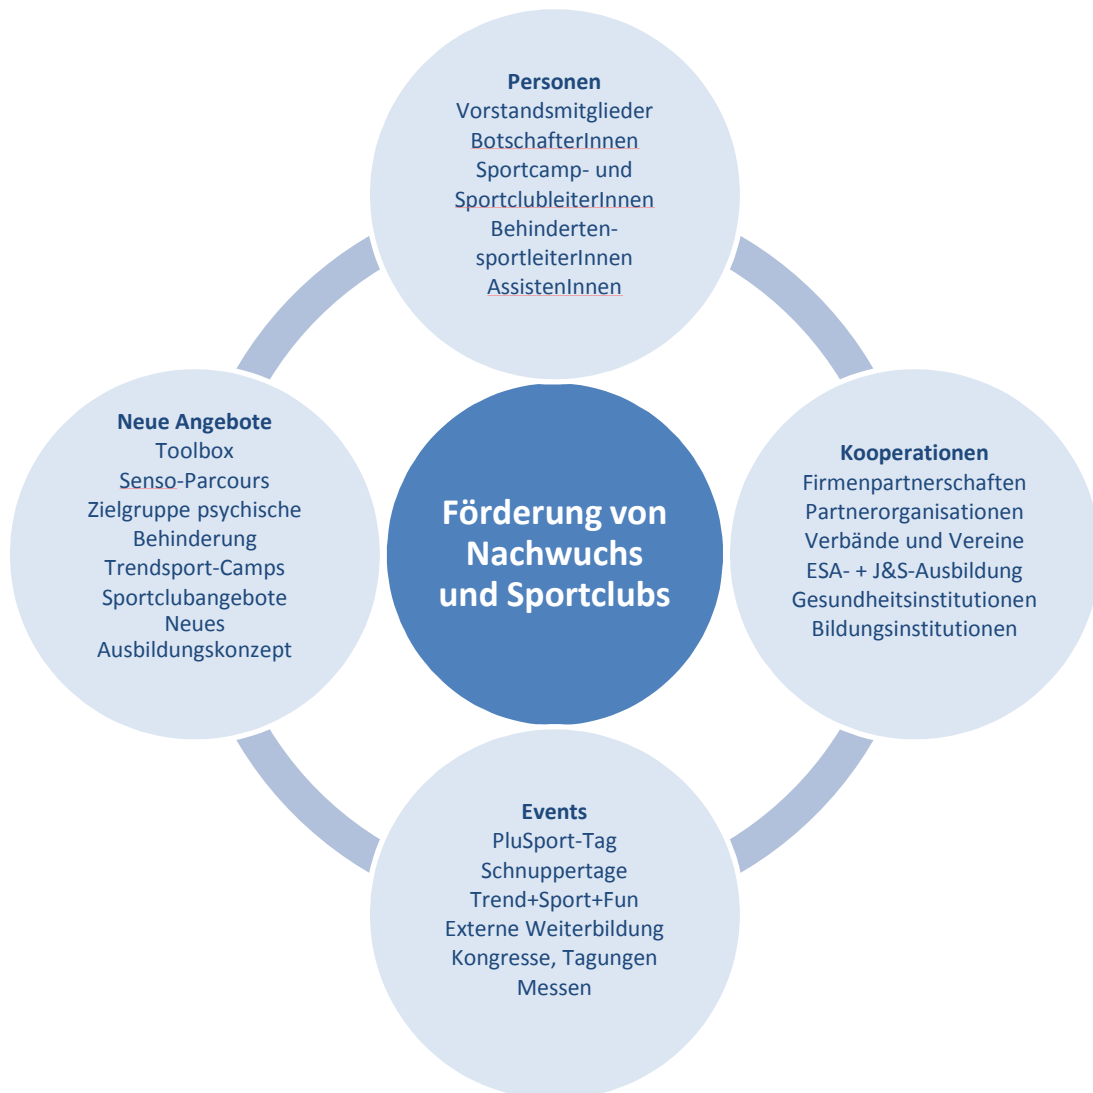 Personen
Vorstandsmitglieder
BotschafterInnen
Sportcamp- und
SportclubleiterInnen
Behinderten-
sportleiterInnen
AssistenInnen
Neue Angebote
Toolbox
Senso-Parcours
Zielgruppe psychische
Behinderung
Trendsport-Camps
Sportclubangebote
Neues
Ausbildungskonzept
Förderung von
Nachwuchs
und Sportclubs
Kooperationen
Firmenpartnerschaften
Partnerorganisationen
Verbände und Vereine
ESA- + J&S-Ausbildung
Gesundheitsinstitutionen
Bildungsinstitutionen
Events
PluSport-Tag
Schnuppertage
Trend+Sport+Fun
Externe Weiterbildung
Kongresse, Tagungen
Messen